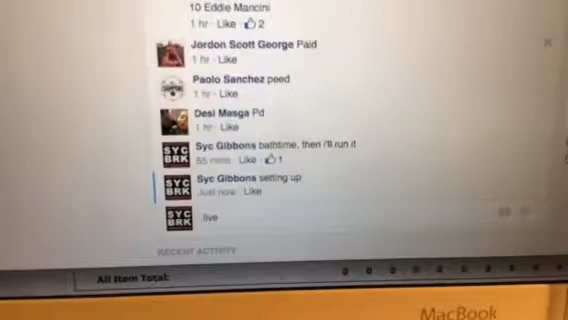 10 Eddie Mancini
1 hr · Like · 2
Jordon Scott George Paid
1 hr · Like
Paolo Sanchez peed
1 hr · Like
Desi Masga Pd
1 hr · Like
SYC BRK
Syc Gibbons bathtime, then i'll run it
55 mins · Like · 1
SYC BRK
Syc Gibbons setting up
Just now · Like
SYC BRK
live
RECENT ACTIVITY
All Item Total:
MacBook